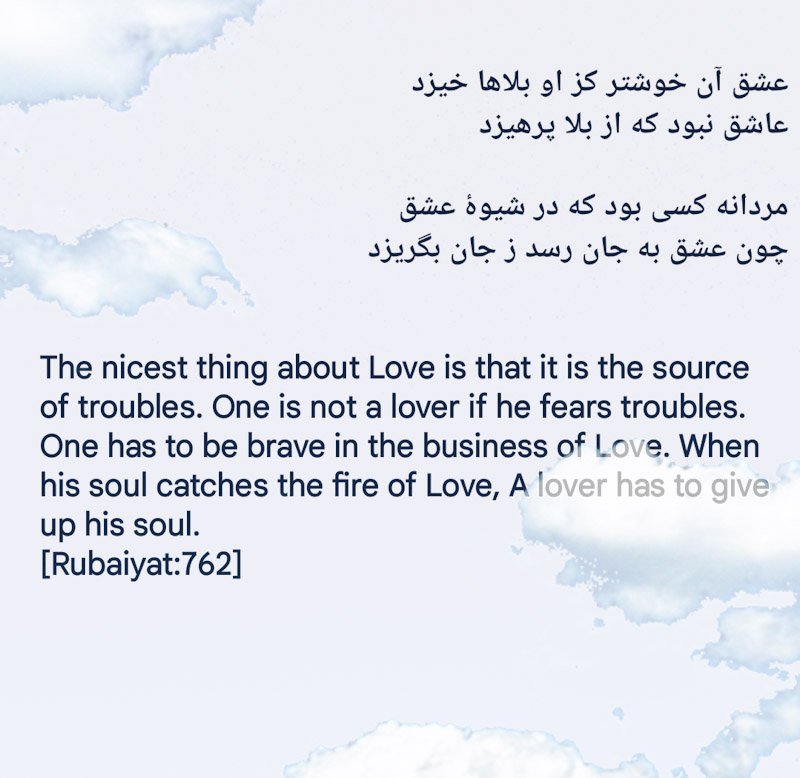 عشق آن خوشتر کز او بلاها خیزد
عاشق نبود که از بلا پرهیزد
مردانه کسی بود که در شیوهٔ عشق
چون عشق به جان رسد ز جان بگریزد
The nicest thing about Love is that it is the source
of troubles. One is not a lover if he fears troubles.
One has to be brave in the business of Love. When
his soul catches the fire of Love, A lover has to give
up his soul.
[Rubaiyat:762]